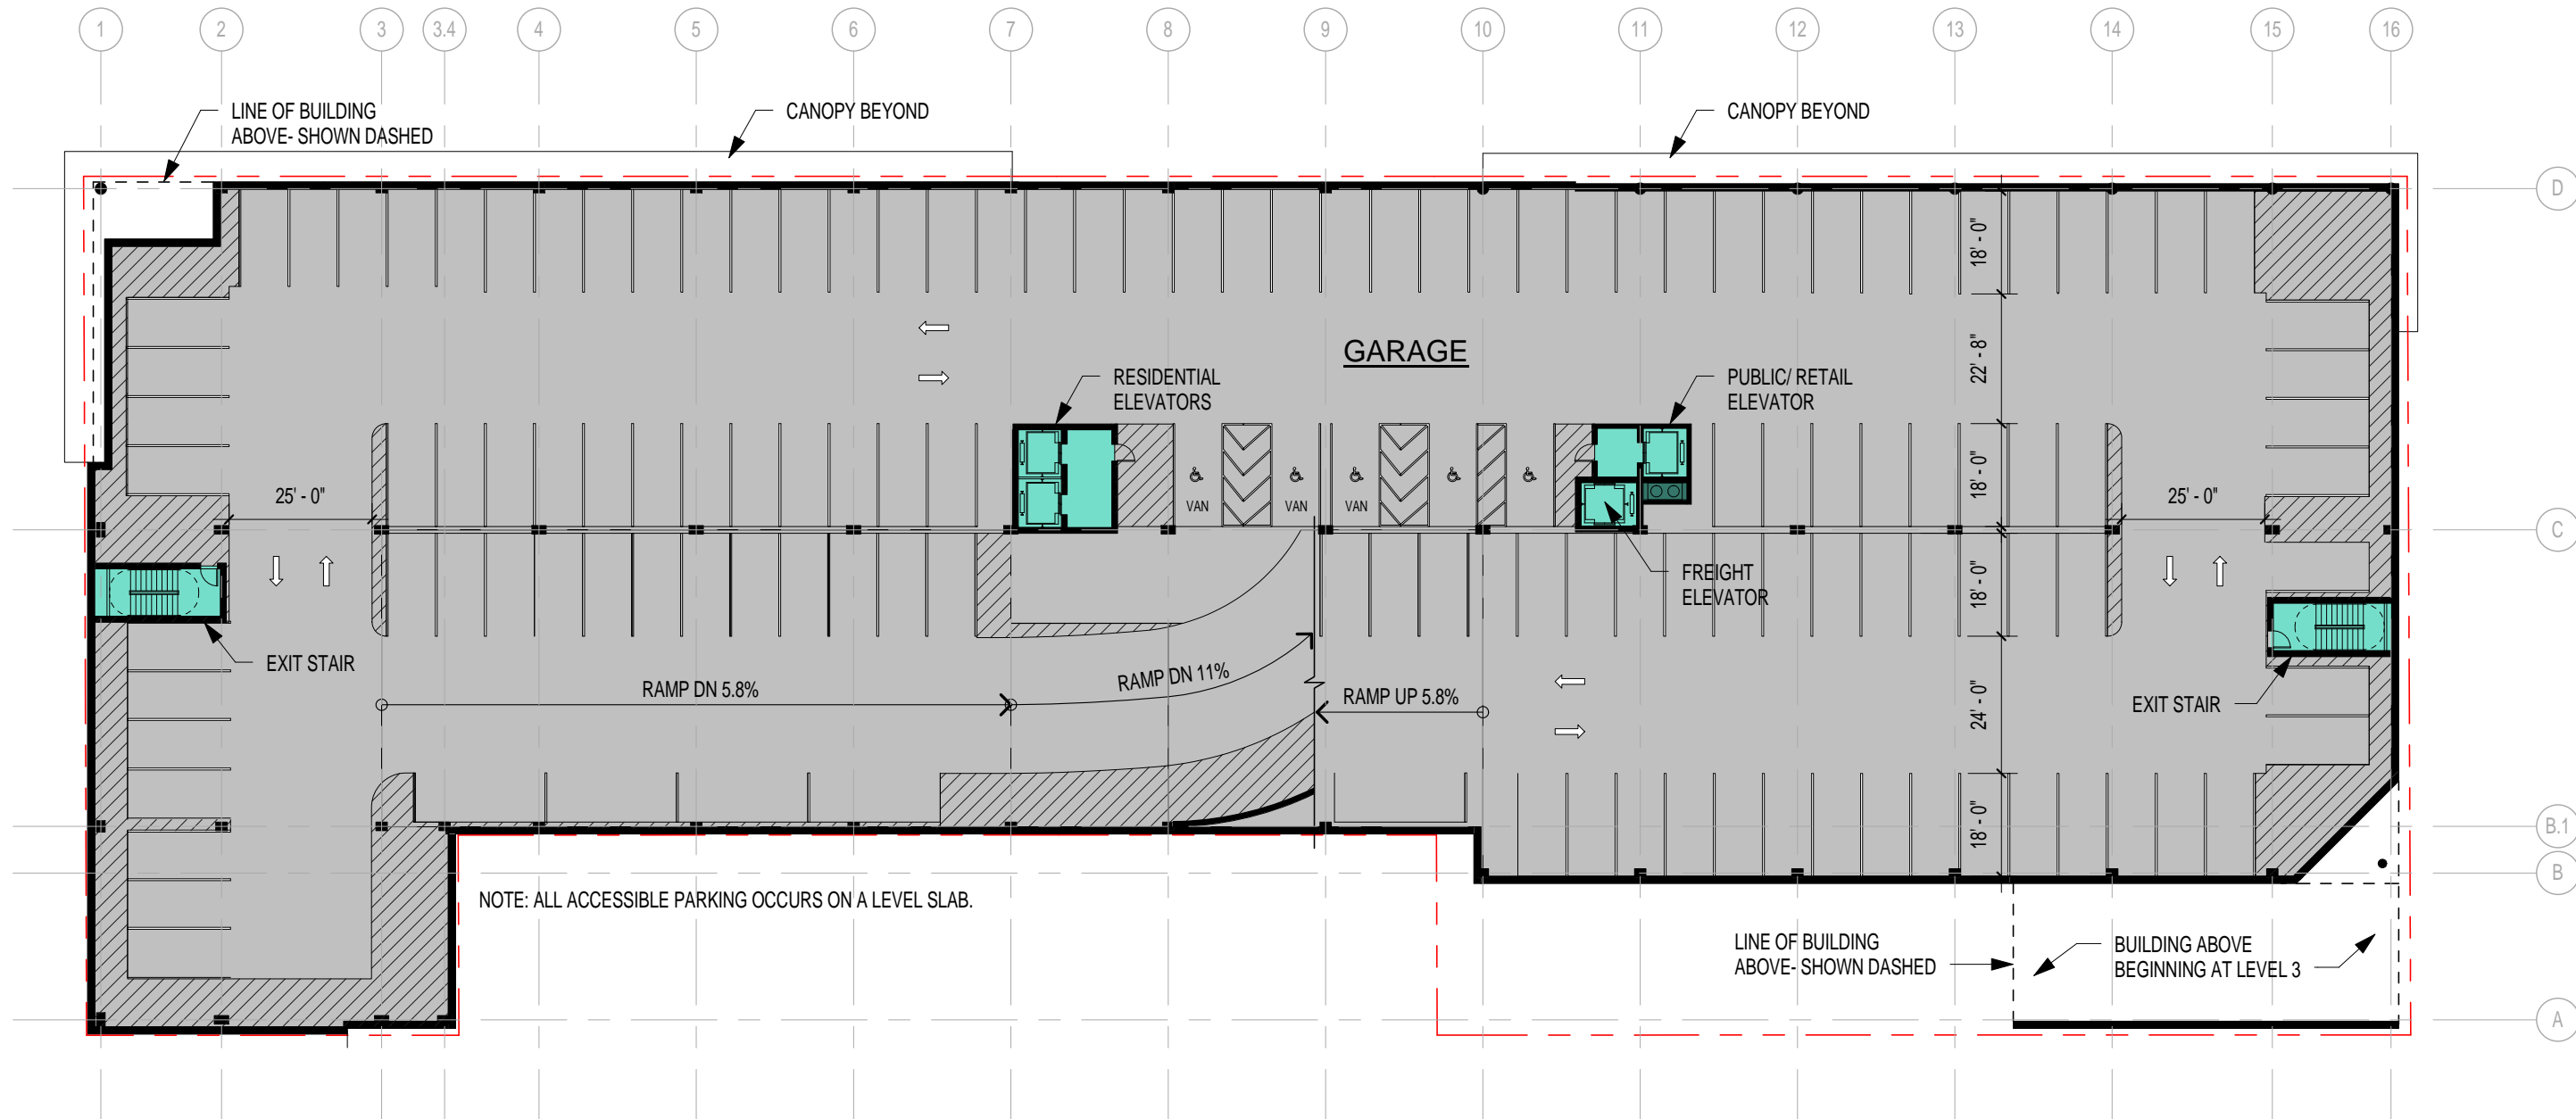 1
2
3
3.4
4
5
6
7
8
9
10
11
12
13
14
15
16
LINE OF BUILDING
ABOVE- SHOWN DASHED
CANOPY BEYOND
CANOPY BEYOND
D
18' - 0"
GARAGE
22' - 8"
RESIDENTIAL
ELEVATORS
PUBLIC/ RETAIL
ELEVATOR
18' - 0"
25' - 0"
VAN
VAN
VAN
25' - 0"
C
FREIGHT
ELEVATOR
18' - 0"
EXIT STAIR
RAMP DN 5.8%
RAMP DN 11%
RAMP UP 5.8%
24' - 0"
EXIT STAIR
18' - 0"
B.1
B
NOTE: ALL ACCESSIBLE PARKING OCCURS ON A LEVEL SLAB.
LINE OF BUILDING
ABOVE- SHOWN DASHED
BUILDING ABOVE
BEGINNING AT LEVEL 3
A